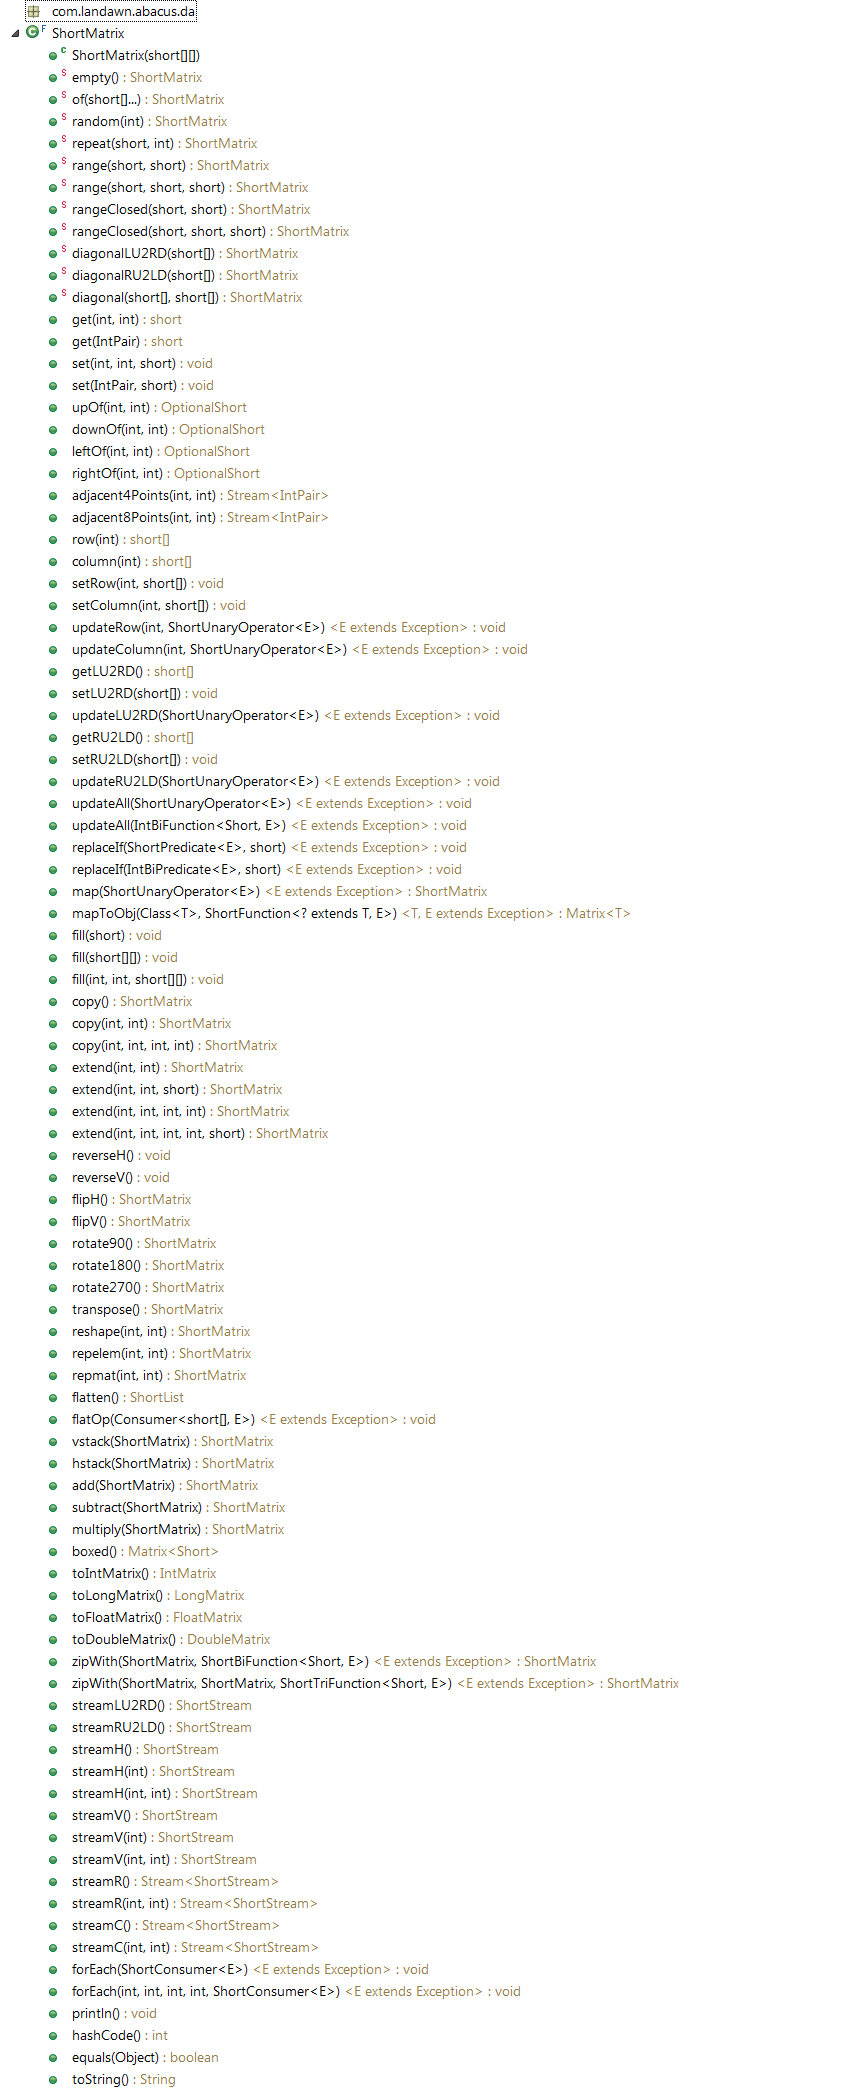 com.landawn.abacus.da
ShortMatrix
ShortMatrix(short[][])
empty() : ShortMatrix
of(short[]...) : ShortMatrix
random(int) : ShortMatrix
repeat(short, int) : ShortMatrix
range(short, short) : ShortMatrix
range(short, short, short) : ShortMatrix
rangeClosed(short, short) : ShortMatrix
rangeClosed(short, short, short) : ShortMatrix
diagonalLU2RD(short[]) : ShortMatrix
diagonalRU2LD(short[]) : ShortMatrix
diagonal(short[], short[]) : ShortMatrix
get(int, int) : short
get(IntPair) : short
set(int, int, short) : void
set(IntPair, short) : void
upOf(int, int) : OptionalShort
downOf(int, int) : OptionalShort
leftOf(int, int) : OptionalShort
rightOf(int, int) : OptionalShort
adjacent4Points(int, int) : Stream<IntPair>
adjacent8Points(int, int) : Stream<IntPair>
row(int) : short[]
column(int) : short[]
setRow(int, short[]) : void
setColumn(int, short[]) : void
updateRow(int, ShortUnaryOperator<E>) <E extends Exception> : void
updateColumn(int, ShortUnaryOperator<E>) <E extends Exception> : void
getLU2RD() : short[]
setLU2RD(short[]) : void
updateLU2RD(ShortUnaryOperator<E>) <E extends Exception> : void
getRU2LD() : short[]
setRU2LD(short[]) : void
updateRU2LD(ShortUnaryOperator<E>) <E extends Exception> : void
updateAll(ShortUnaryOperator<E>) <E extends Exception> : void
updateAll(IntBiFunction<Short, E>) <E extends Exception> : void
replaceIf(ShortPredicate<E>, short) <E extends Exception> : void
replaceIf(IntBiPredicate<E>, short) <E extends Exception> : void
map(ShortUnaryOperator<E>) <E extends Exception> : ShortMatrix
mapToObj(Class<T>, ShortFunction<? extends T, E>) <T, E extends Exception> : Matrix<T>
fill(short) : void
fill(short[][]) : void
fill(int, int, short[][]) : void
copy() : ShortMatrix
copy(int, int) : ShortMatrix
copy(int, int, int, int) : ShortMatrix
extend(int, int) : ShortMatrix
extend(int, int, short) : ShortMatrix
extend(int, int, int, int) : ShortMatrix
extend(int, int, int, int, short) : ShortMatrix
reverseH() : void
reverseV() : void
flipH() : ShortMatrix
flipV() : ShortMatrix
rotate90() : ShortMatrix
rotate180() : ShortMatrix
rotate270() : ShortMatrix
transpose() : ShortMatrix
reshape(int, int) : ShortMatrix
repelem(int, int) : ShortMatrix
repmat(int, int) : ShortMatrix
flatten() : ShortList
flatOp(Consumer<short[], E>) <E extends Exception> : void
vstack(ShortMatrix) : ShortMatrix
hstack(ShortMatrix) : ShortMatrix
add(ShortMatrix) : ShortMatrix
subtract(ShortMatrix) : ShortMatrix
multiply(ShortMatrix) : ShortMatrix
boxed() : Matrix<Short>
toIntMatrix() : IntMatrix
toLongMatrix() : LongMatrix
toFloatMatrix() : FloatMatrix
toDoubleMatrix() : DoubleMatrix
zipWith(ShortMatrix, ShortBiFunction<Short, E>) <E extends Exception> : ShortMatrix
zipWith(ShortMatrix, ShortMatrix, ShortTriFunction<Short, E>) <E extends Exception> : ShortMatrix
streamLU2RD() : ShortStream
streamRU2LD() : ShortStream
streamH() : ShortStream
streamH(int) : ShortStream
streamH(int, int) : ShortStream
streamV() : ShortStream
streamV(int) : ShortStream
streamV(int, int) : ShortStream
streamR() : Stream<ShortStream>
streamR(int, int) : Stream<ShortStream>
streamC() : Stream<ShortStream>
streamC(int, int) : Stream<ShortStream>
forEach(ShortConsumer<E>) <E extends Exception> : void
forEach(int, int, int, int, ShortConsumer<E>) <E extends Exception> : void
println() : void
hashCode() : int
equals(Object) : boolean
toString() : String